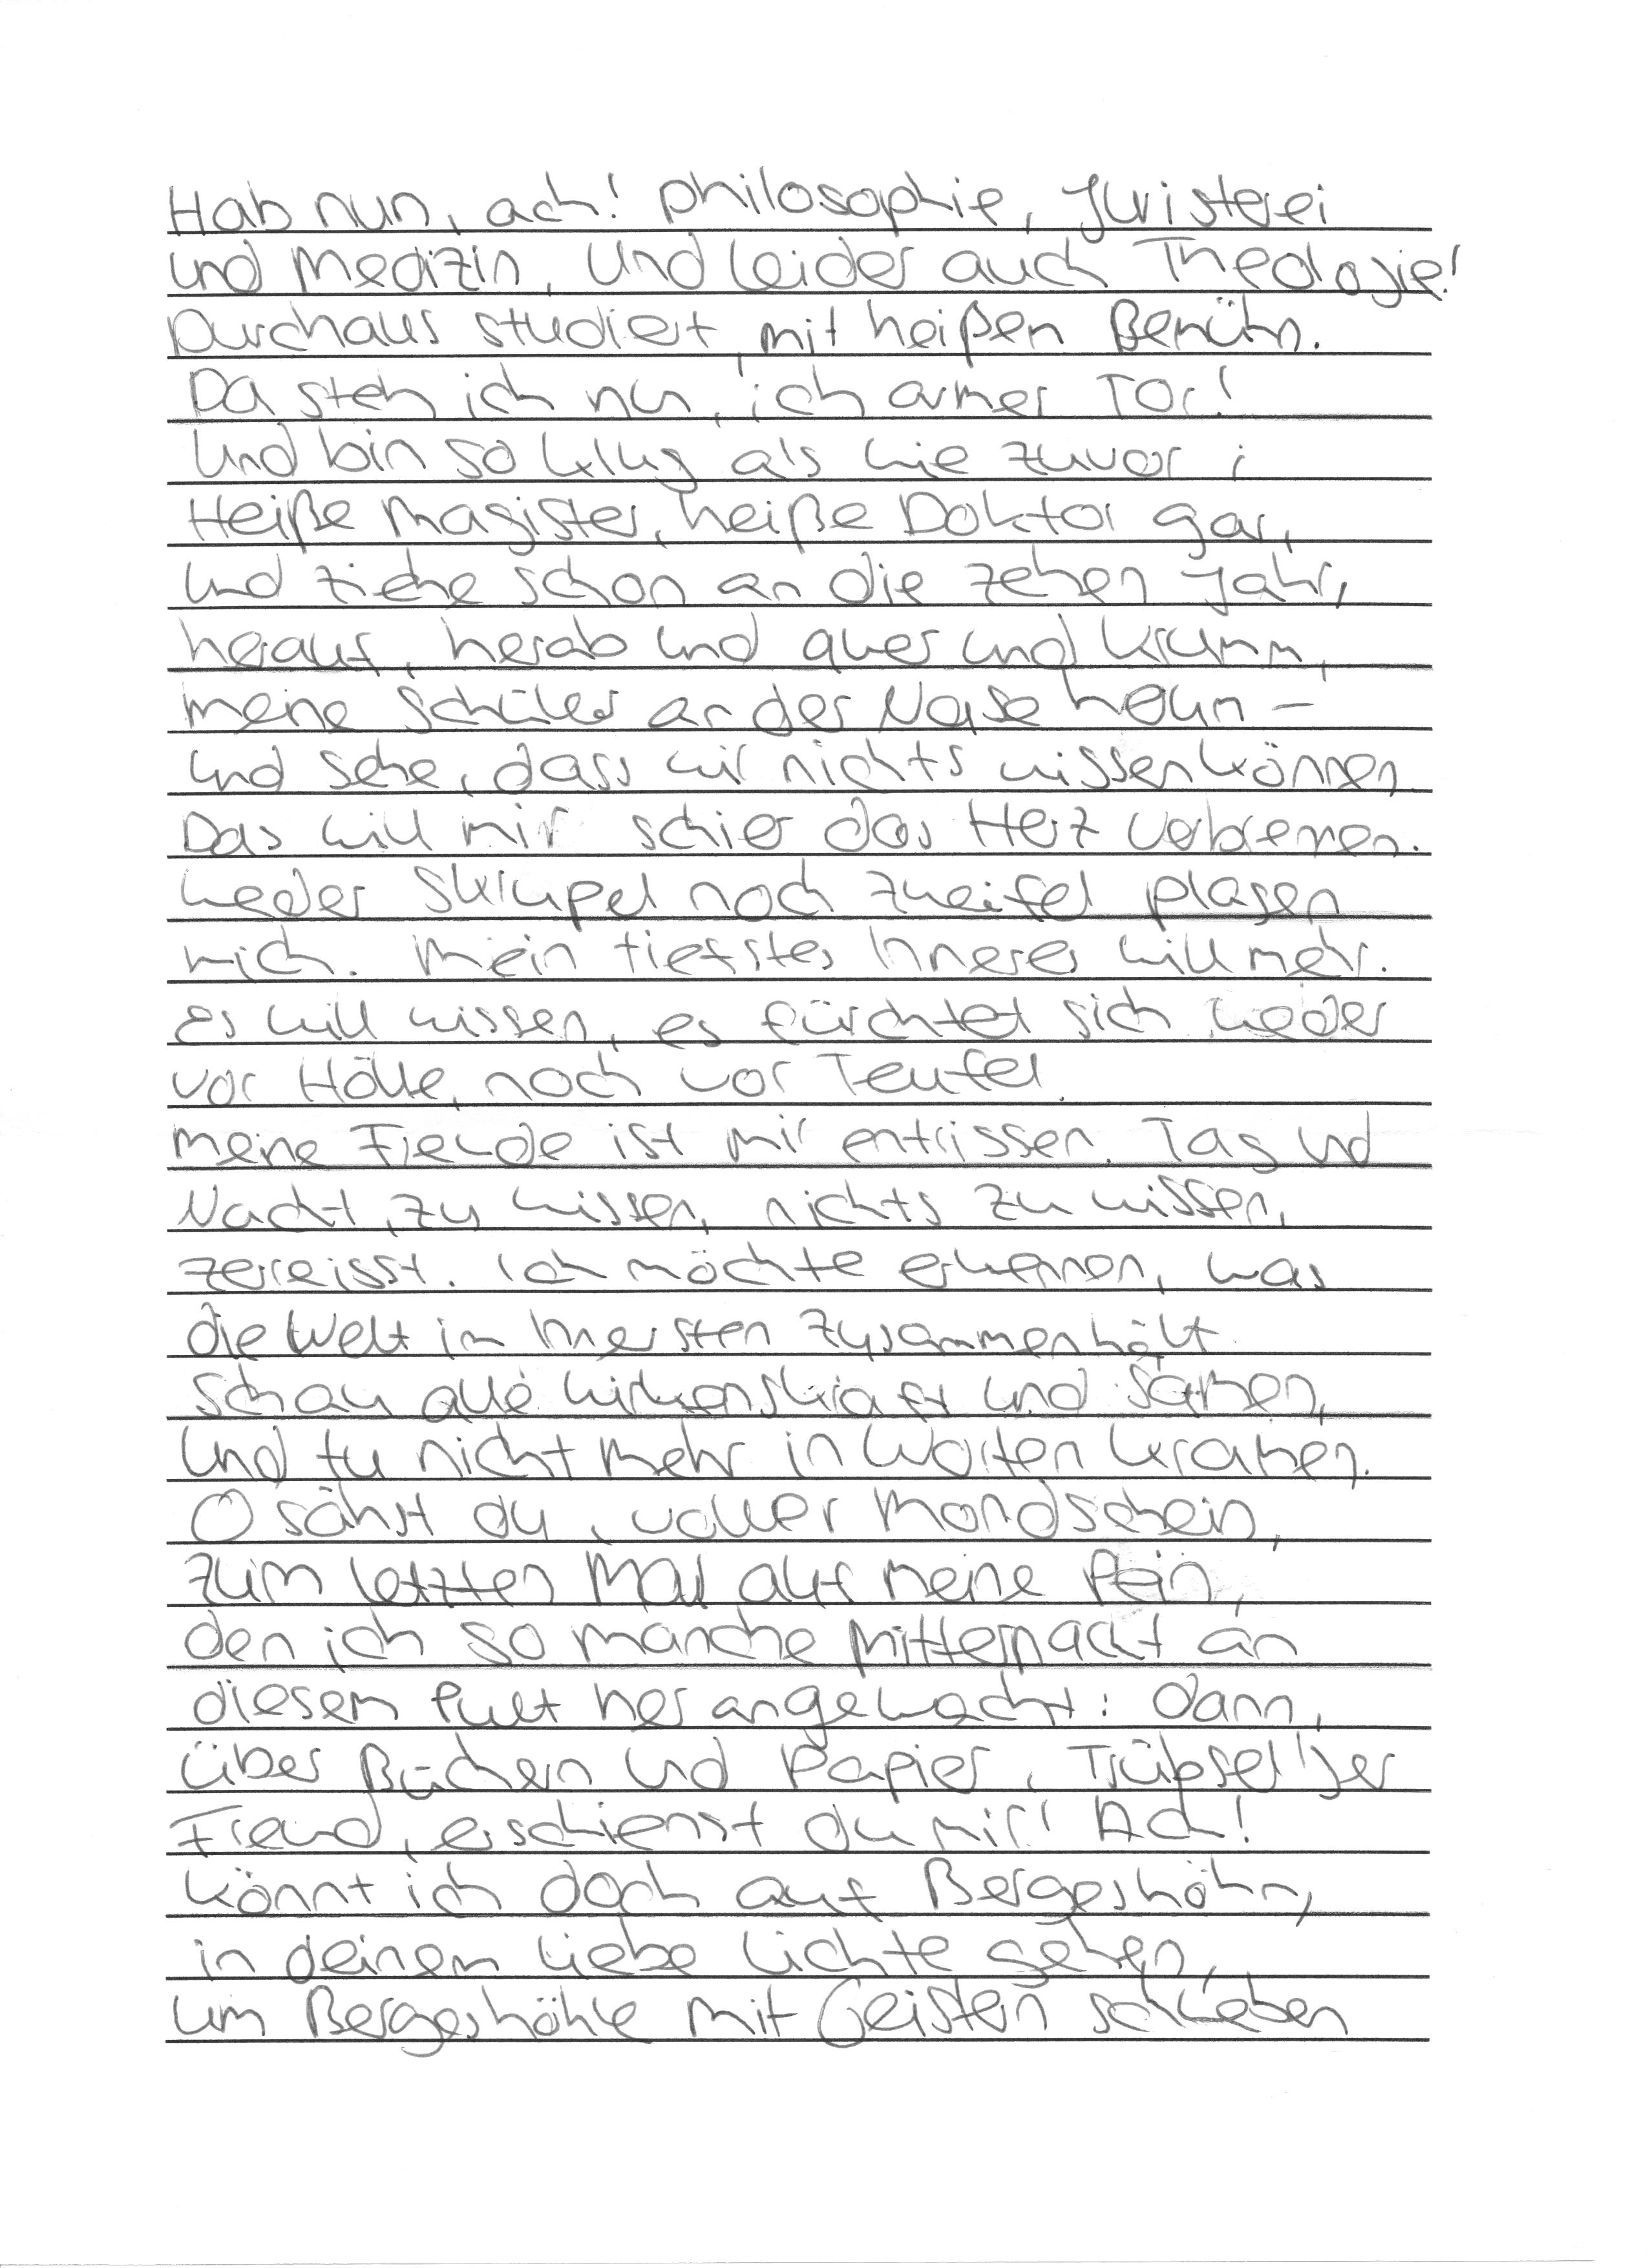 Hab nun, ach! Philosophie, Juristerei
und Medizin, Und leider auch Theologie!
Durchaus studiert, mit heißen Bemühn.
Da steh ich nun, ich armer Tor!
Und bin so klug als wie zuvor;
Heiße Magister, heiße Doktor gar,
und ziehe schon an die zehen Jahr,
herauf, herab und quer und krumm,
meine Schüler an der Nase herum –
und sehe, dass wir nichts wissen können
Das will mir schier das Herz verbrennen.
Weder Skrupel noch Zweifel plagen
mich. Mein tiefstes Inneres will mehr.
Es will wissen, es fürchtet sich weder
vor Hölle, noch vor Teufel.
Meine Freude ist mir entrissen. Tag und
Nacht, zu wissen, nichts zu wissen,
zerreisst. Ich möchte erkennen, was
die Welt im Innersten zusammenhält.
Schau alle Wirkenskraft und Samen,
Und tu nicht mehr in Worten kramen.
O sähst du, voller Mondschein,
Zum letzten Mal auf meine Pein,
den ich so manche Mitternacht an
diesem Pult herangewacht: dann,
über Büchern und Papier, Trübsel'ger
Freund, erschienst du mir! Ach!
Könnt ich doch auf Bergeshöhn,
in deinem liebe Lichte gehen,
um Bergeshöhle mit Geistern schweben